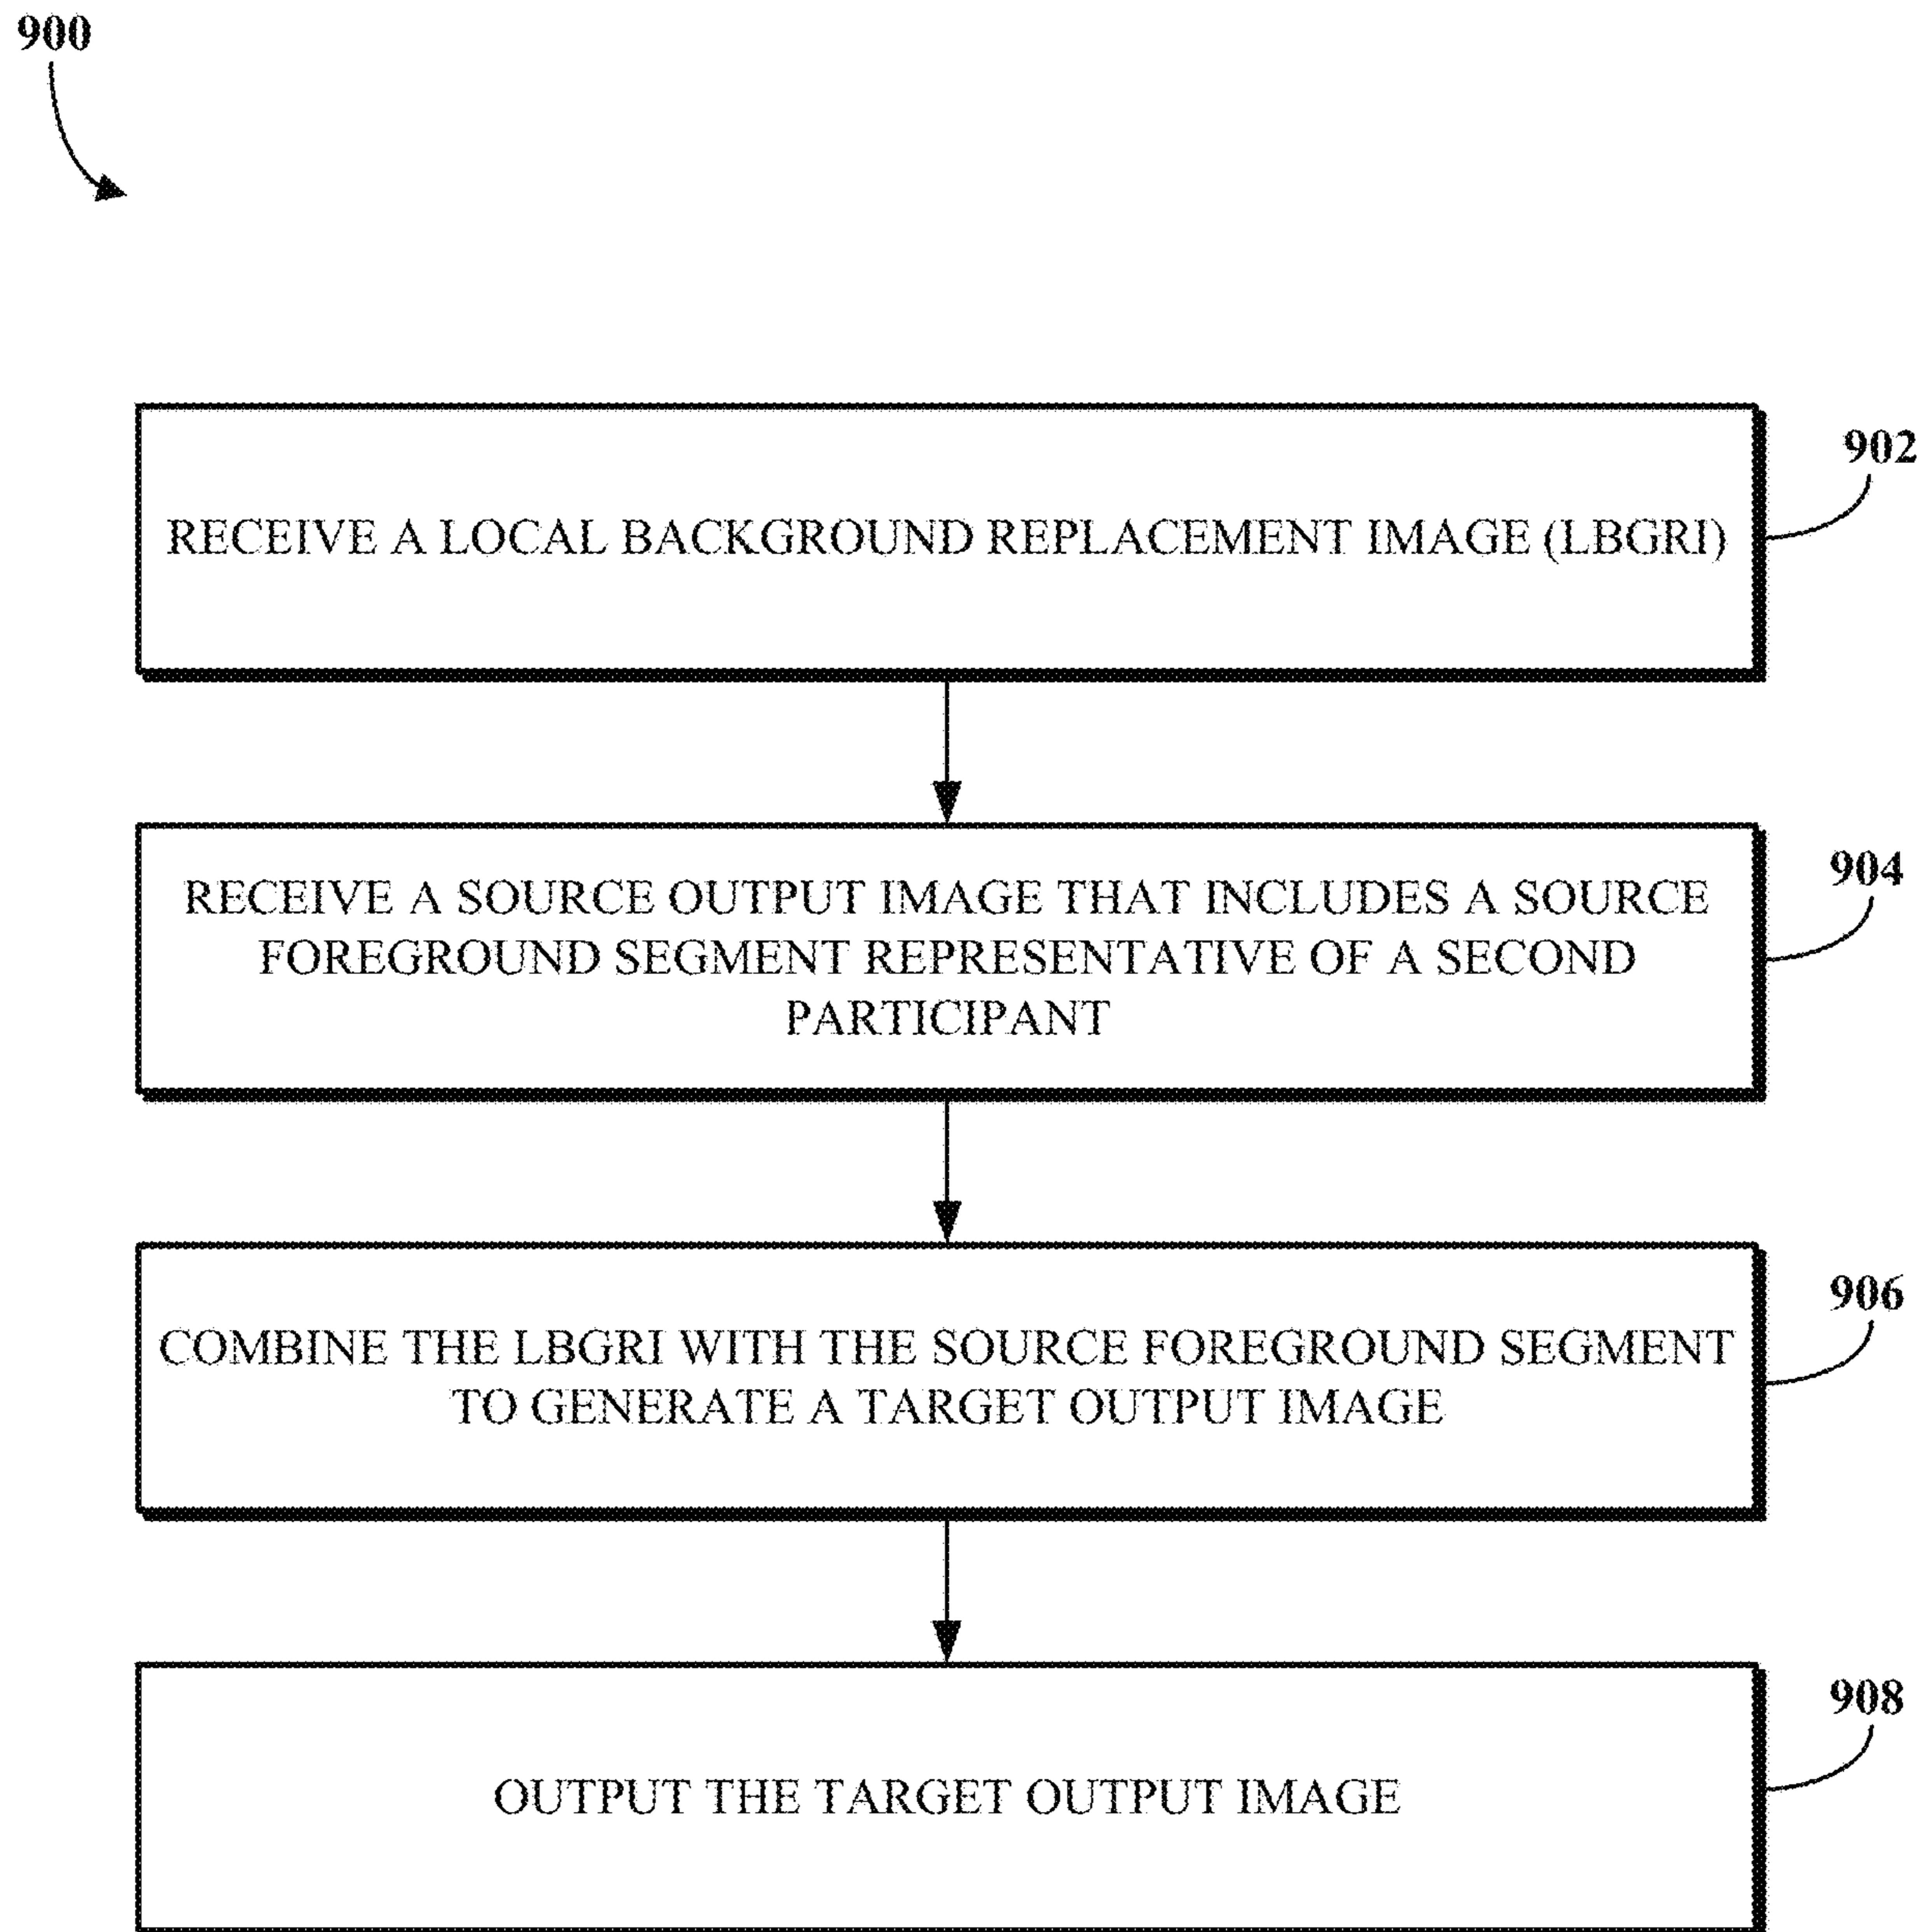 900
902
RECEIVE A LOCAL BACKGROUND REPLACEMENT IMAGE (LBGRI)
904
RECEIVE A SOURCE OUTPUT IMAGE THAT INCLUDES A SOURCE
FOREGROUND SEGMENT REPRESENTATIVE OF A SECOND
PARTICIPANT
906
COMBINE THE LBGRI WITH THE SOURCE FOREGROUND SEGMENT
TO GENERATE A TARGET OUTPUT IMAGE
908
OUTPUT THE TARGET OUTPUT IMAGE